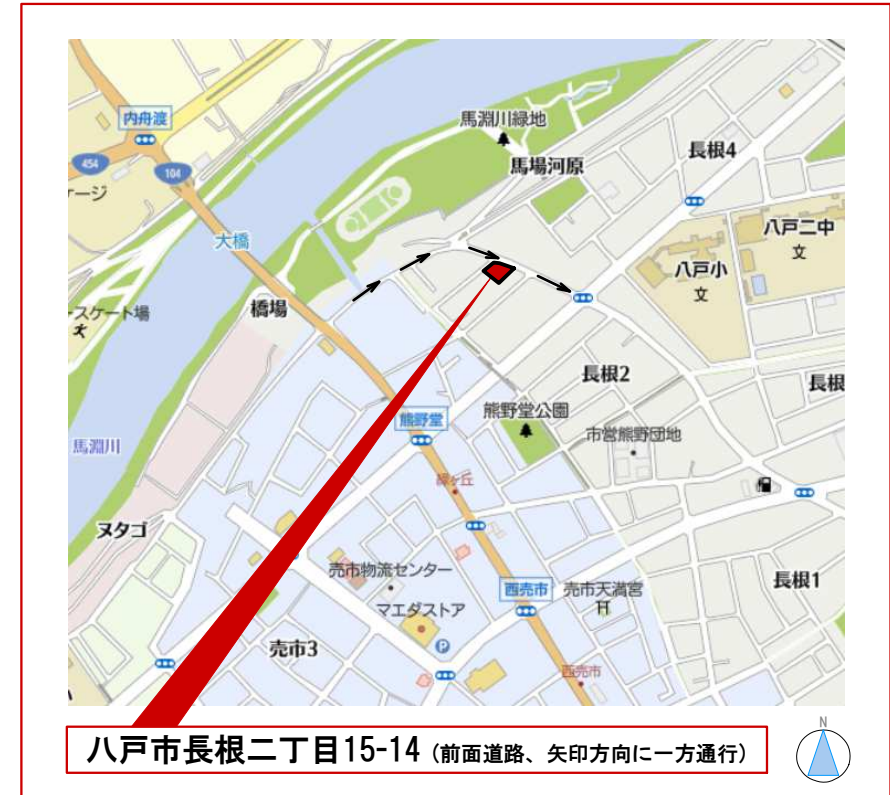 内舟渡
馬淵川緑地
馬場河原
長根4
454
104
ージ
八戸二中
文
大橋
八戸小
文
橋場
ースケート場
長根2
長根
熊野堂公園
熊野堂
市営熊野団地
馬淵川
緑ヶ丘
ヌタゴ
売市物流センター
西売市
売市天満宮
長根1
マエダストア
P
売市3
西売市
N
八戸市長根二丁目15-14 (前面道路、矢印方向に一方通行)